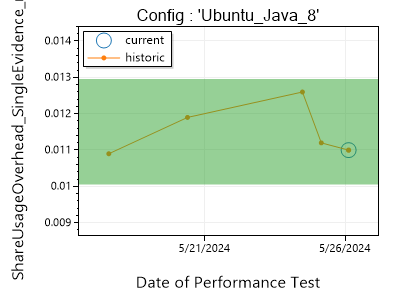 Config : 'Ubuntu_Java_8'
current
historic
0.014
0.013
0.012
0.011
0.01
0.009
ShareUsageOverhead_SingleEvidence_
5/21/2024
5/26/2024
Date of Performance Test